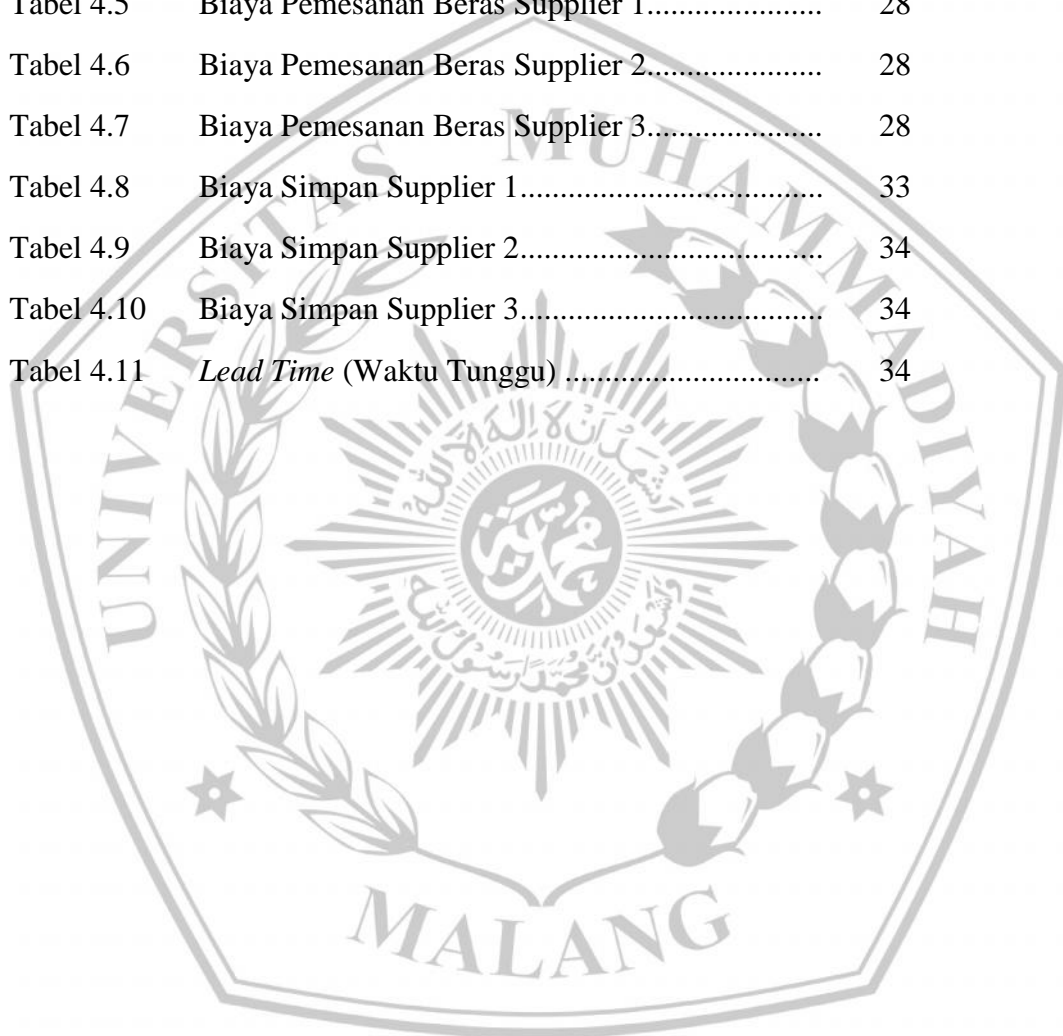 Tabel 4.5 Biaya Pemesanan Beras Supplier 1...................... 28
Tabel 4.6 Biaya Pemesanan Beras Supplier 2...................... 28
Tabel 4.7 Biaya Pemesanan Beras Supplier 3...................... 28
Tabel 4.8 Biaya Simpan Supplier 1...................................... 33
Tabel 4.9 Biaya Simpan Supplier 2...................................... 34
Tabel 4.10 Biaya Simpan Supplier 3...................................... 34
Tabel 4.11 Lead Time (Waktu Tunggu) ................................ 34
UNIVERSITAS MUHAMMADIYAH
MALANG